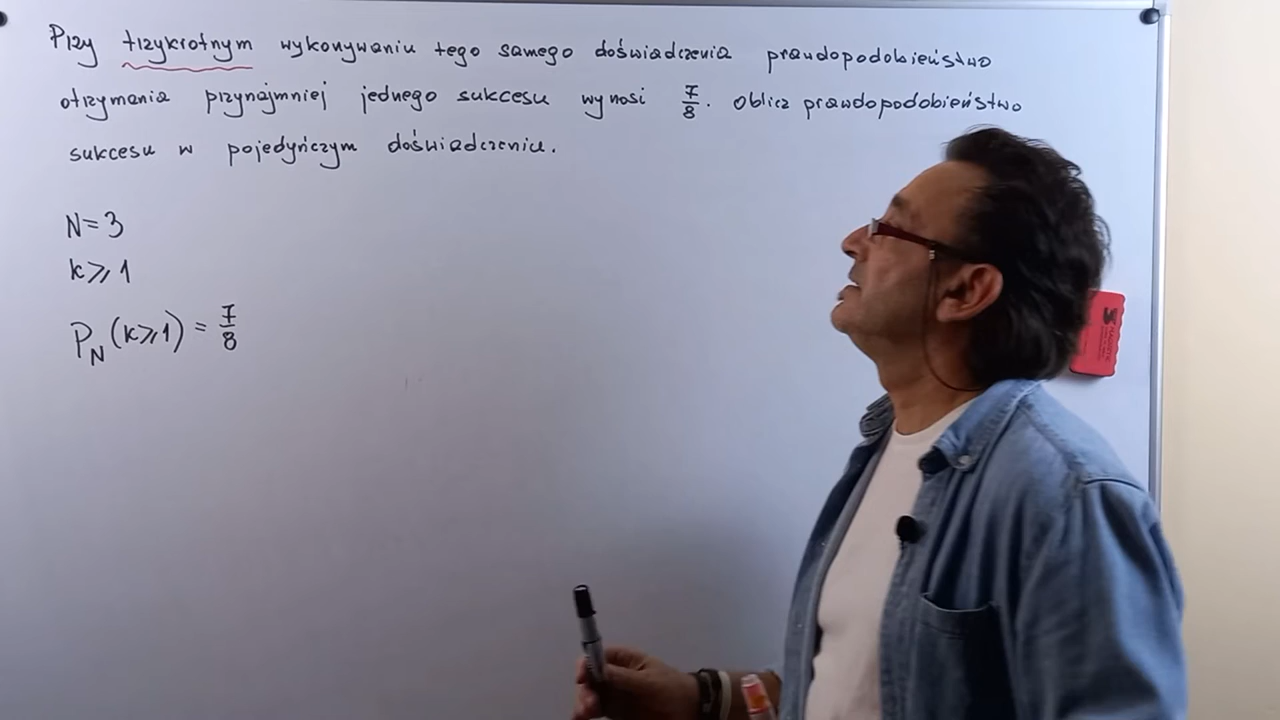 Przy trzykrotnym wykonywaniu tego samego doświadczenia prawdopodobieństwo
otrzymania przynajmniej jednego sukcesu wynosi 7/8. Oblicz prawdopodobieństwo
sukcesu w pojedyńczym doświadczeniu.
N=3
k⩾1
P_N(k⩾1) = 7/8